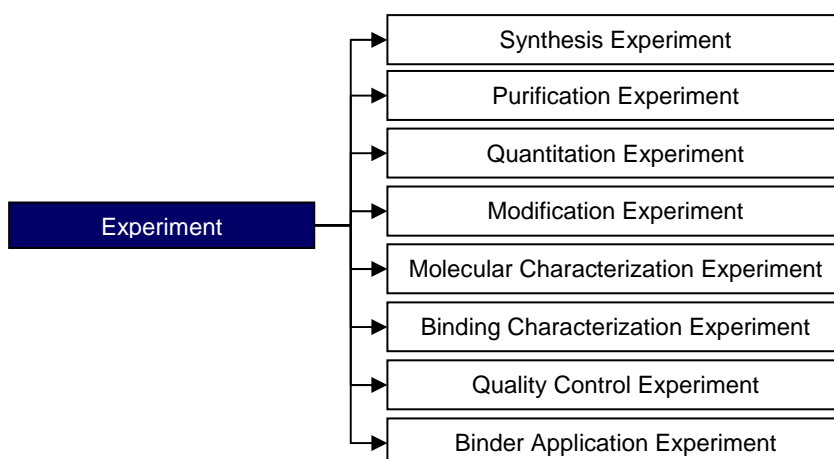 Synthesis Experiment
Purification Experiment
Quantitation Experiment
Modification Experiment
Experiment
Molecular Characterization Experiment
Binding Characterization Experiment
Quality Control Experiment
Binder Application Experiment